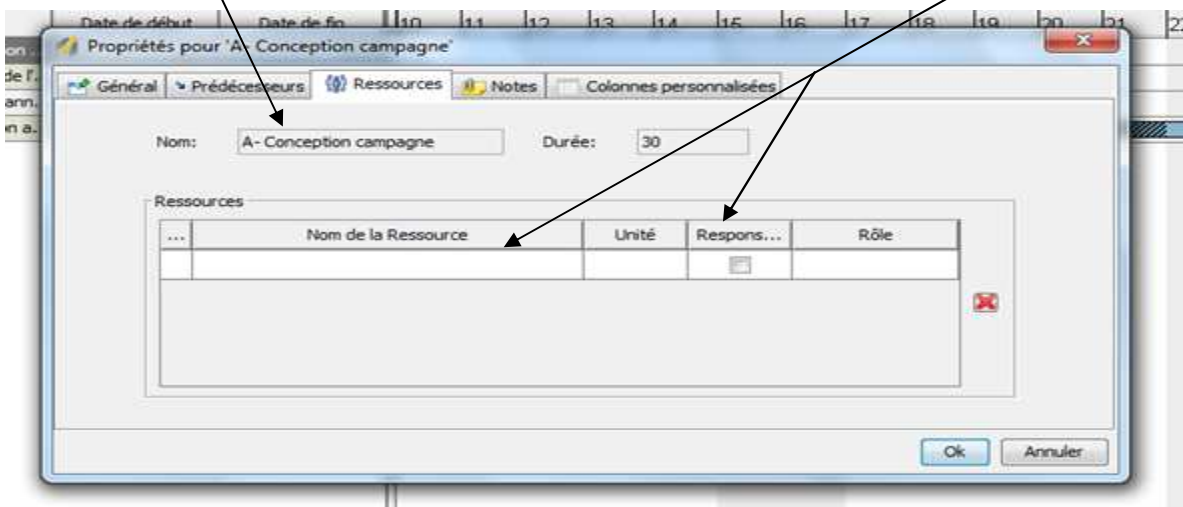 Date de début Date de fin 10 11 12 13 14 15 16 17 18 19 20 21
Propriétés pour 'A- Conception campagne'
de l'.
ann.
n a.
Général Prédécesseurs Ressources Notes Colonnes personnalisées
Nom: A- Conception campagne Durée: 30
Ressources
... Nom de la Ressource Unité Respons... Rôle
Ok Annuler